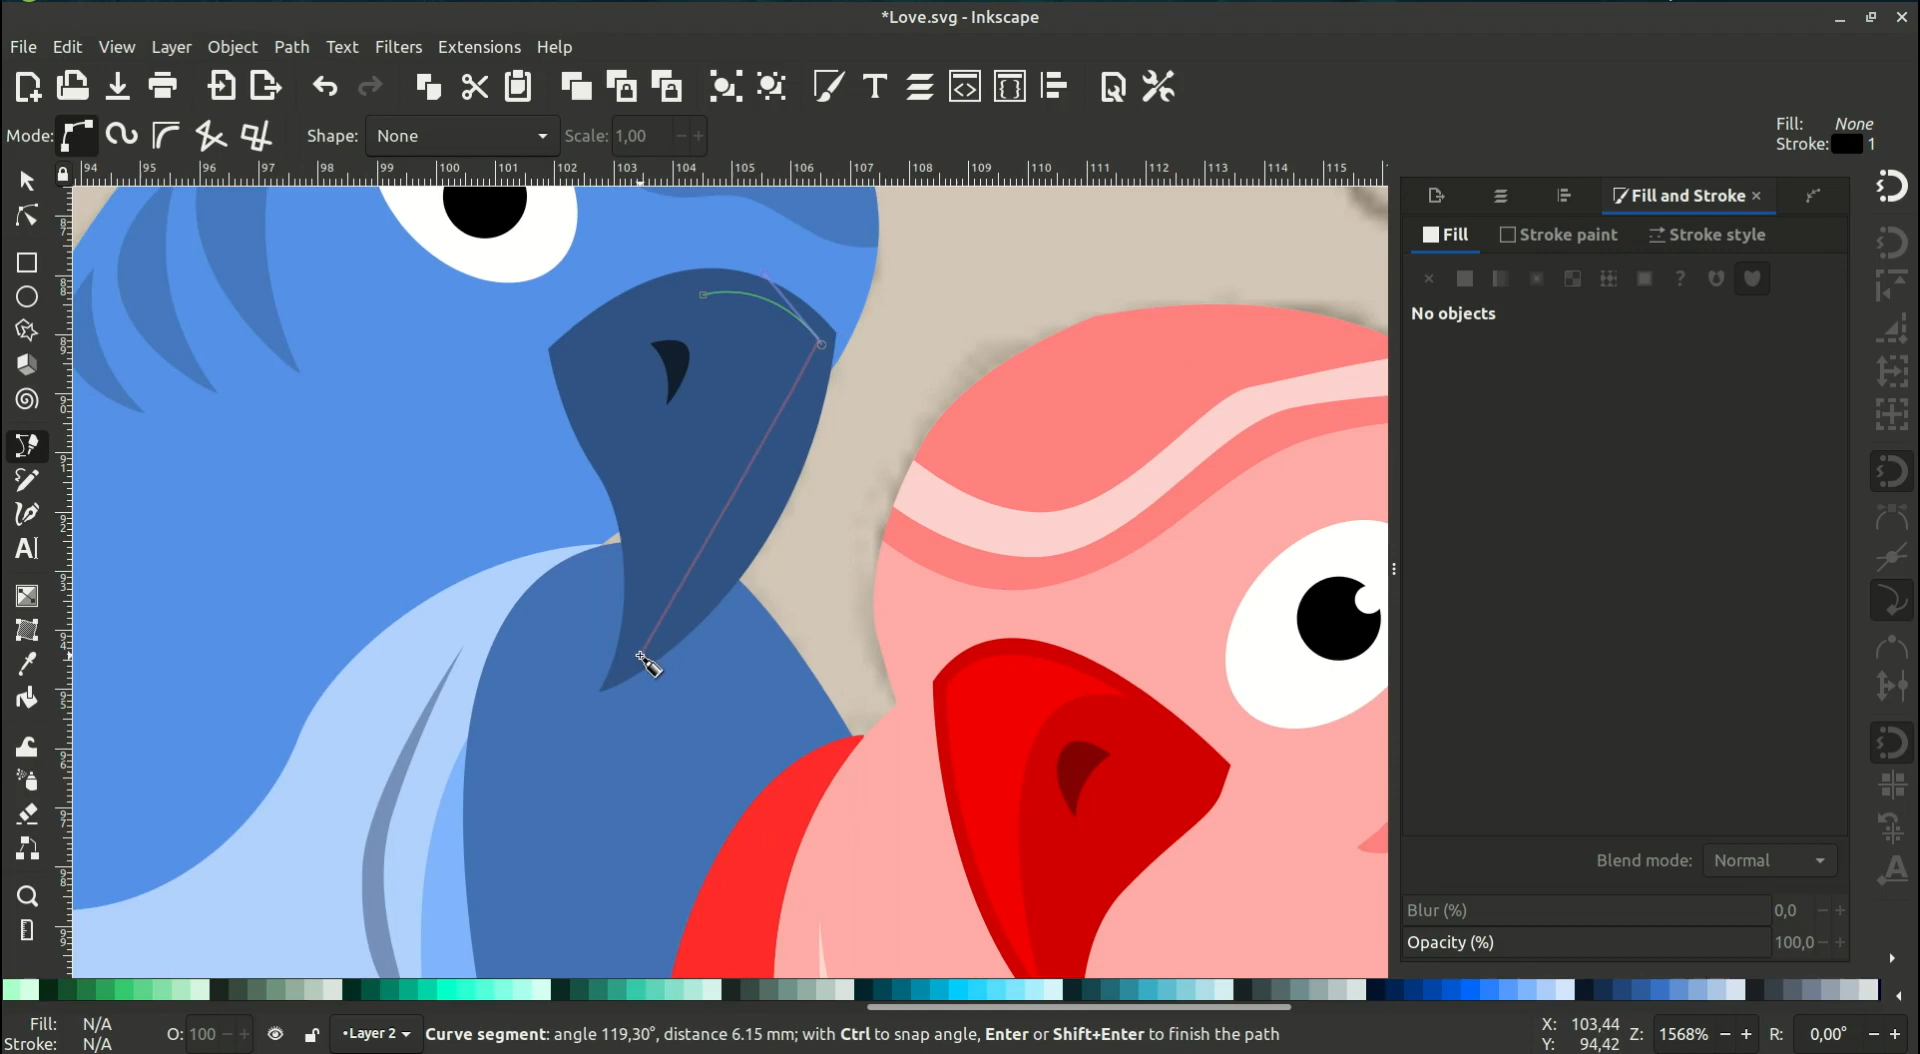 *Love.svg - Inkscape
File Edit View Layer Object Path Text Filters Extensions Help
Mode: Shape: None Scale: 1,00
Fill: None
Stroke: 1
94 95 96 97 98 99 100 101 102 103 104 105 106 107 108 109 110 111 112 113 114 115
Fill and Stroke
Fill Stroke paint Stroke style
No objects
Blend mode: Normal
Blur (%) 0,0
Opacity (%) 100,0
Fill: N/A
Stroke: N/A
O: 100
•Layer 2
Curve segment: angle 119,30°, distance 6.15 mm; with Ctrl to snap angle, Enter or Shift+Enter to finish the path
X: 103,44
Y: 94,42
Z: 1568%
R: 0,00°